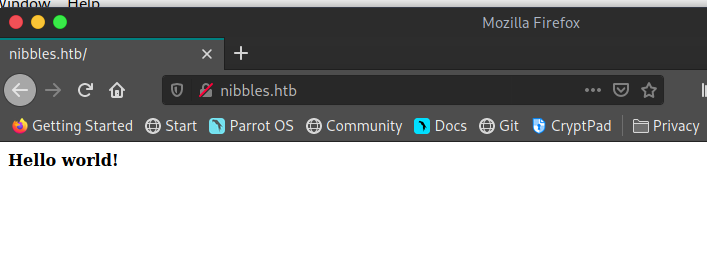 Window Help
Mozilla Firefox
nibbles.htb/
nibbles.htb
Getting Started Start Parrot OS Community Docs Git CryptPad Privacy
Hello world!